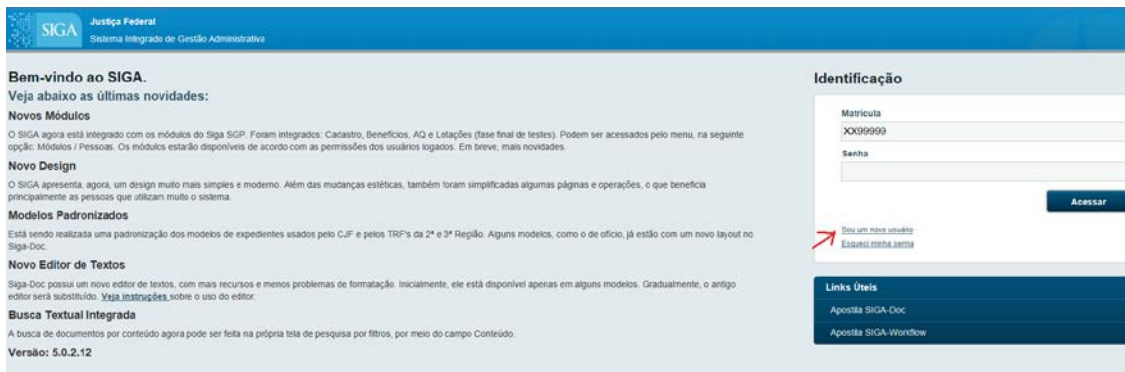 SIGA
Justiça Federal
Sistema Integrado de Gestão Administrativa
Bem-vindo ao SIGA.
Veja abaixo as últimas novidades:
Novos Módulos
O SIGA agora está integrado com os módulos do Siga SGP. Foram integrados: Cacastro, Benefícios, AQ e Lotações (fase final de testes). Podem ser acessados pelo menu, na seguinte
opção: Módulos / Pessoas. Os módulos estarão disponíveis de acordo com as permissões dos usuários logados. Em breve, mais novidades.
Novo Design
O SIGA apresenta, agora, um design muito mais simples e moderno. Além das mudanças estéticas, também foram simplificadas algumas páginas e operações, o que beneficia
principalmente as pessoas que utilizam muito o sistema.
Modelos Padronizados
Está sendo realizada uma padronização dos modelos de expedientes usados pelo CJF e pelos TRF's da 2ª e 3ª Região. Alguns modelos, como o de ofício, já estão com um novo layout no
Siga-Doc.
Novo Editor de Textos
Siga-Doc possui um novo editor de textos, com mais recursos e menos problemas de formatação. Inicialmente, ele está disponível apenas em alguns modelos. Gradualmente, o antigo
editor será substituído. Veja instruções sobre o uso do editor.
Busca Textual Integrada
A busca de documentos por conteúdo agora pode ser feita na própria tela de pesquisa por filtros, por meio do campo Conteúdo.
Versão: 5.0.2.12
Identificação
Matrícula
XX99999
Senha
Acessar
Sou um novo usuário
Esqueci minha senha
Links Úteis
Apostila SIGA-Doc
Apostila SIGA-Workflow